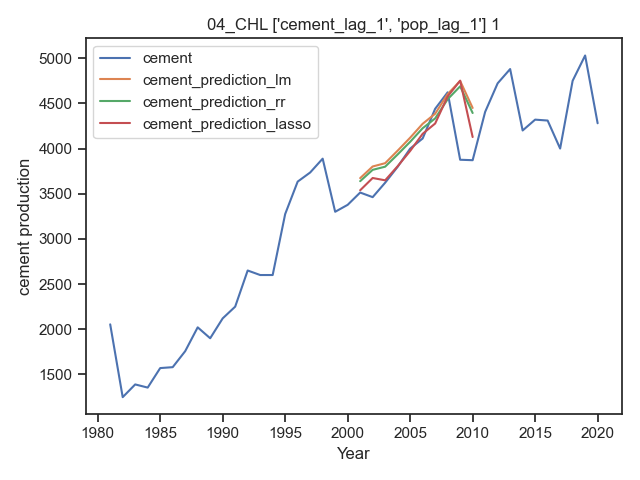 04_CHL ['cement_lag_1', 'pop_lag_1'] 1
cement
cement_prediction_lm
cement_prediction_rr
cement_prediction_lasso
cement production
5000
4500
4000
3500
3000
2500
2000
1500
1980 1985 1990 1995 2000 2005 2010 2015 2020
Year